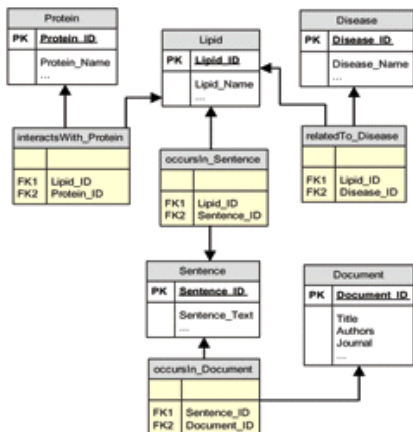 Protein
PK Protein_ID
Protein_Name
...
Lipid
PK Lipid_ID
Lipid_Name
...
Disease
PK Disease_ID
Disease_Name
...
interactsWith_Protein
FK1 Lipid_ID
FK2 Protein_ID
occursIn_Sentence
FK1 Lipid_ID
FK2 Sentence_ID
relatedTo_Disease
FK1 Lipid_ID
FK2 Disease_ID
Sentence
PK Sentence_ID
Sentence_Text
...
Document
PK Document_ID
Title
Authors
Journal
...
occursIn_Document
FK1 Sentence_ID
FK2 Document_ID